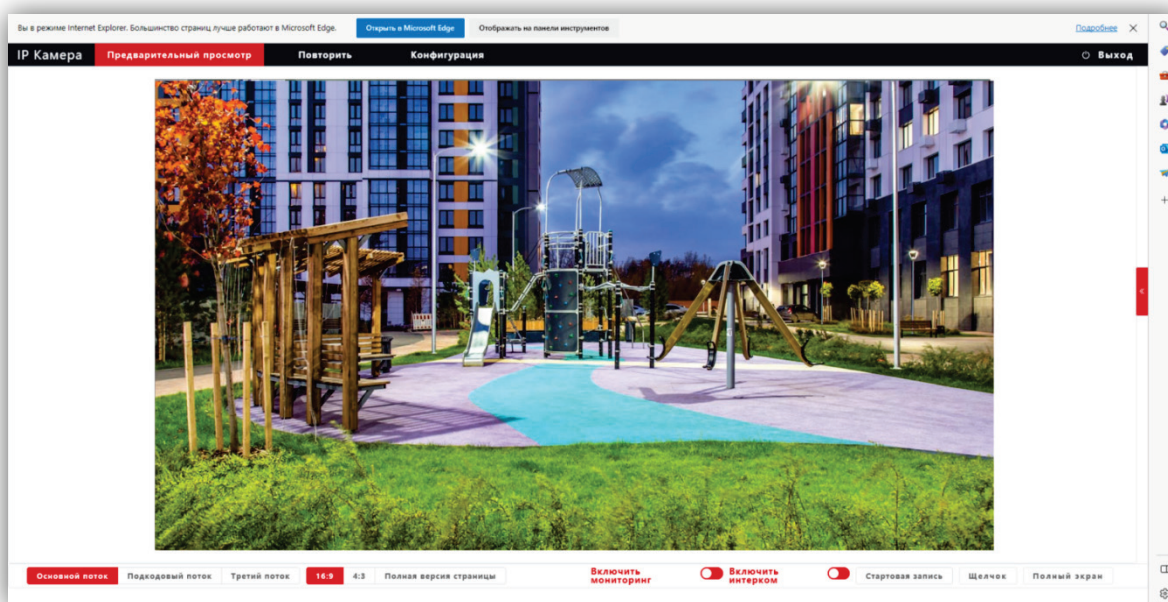 Вы в режиме Internet Explorer. Большинство страниц лучше работают в Microsoft Edge. Открыть в Microsoft Edge Отображать на панели инструментов Подробнее
IP Камера Предварительный просмотр Повторить Конфигурация Выход
Основной поток Подкодовый поток Третий поток 16:9 4:3 Полная версия страницы Включить мониторинг Включить интерком Стартовая запись Щелчок Полный экран